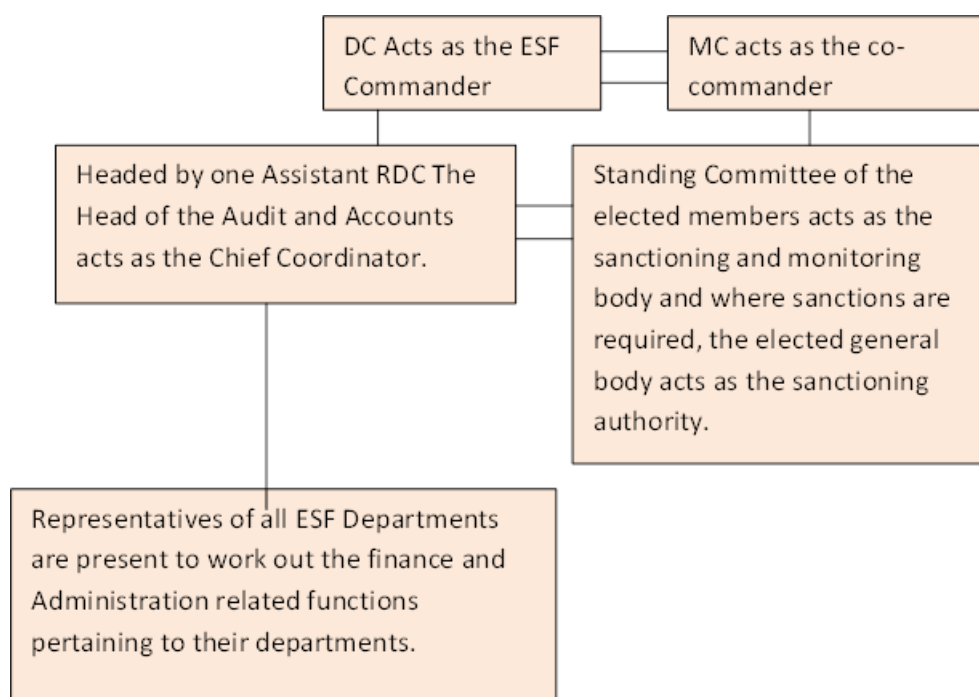 DC Acts as the ESF
Commander
MC acts as the co-
commander
Headed by one Assistant RDC The
Head of the Audit and Accounts
acts as the Chief Coordinator.
Standing Committee of the
elected members acts as the
sanctioning and monitoring
body and where sanctions are
required, the elected general
body acts as the sanctioning
authority.
Representatives of all ESF Departments
are present to work out the finance and
Administration related functions
pertaining to their departments.